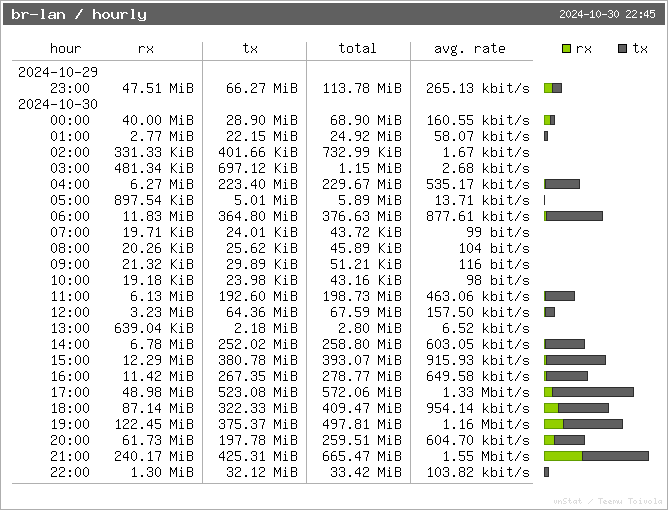 br-lan / hourly 2024-10-30 22:45
hour rx tx total avg. rate rx tx
2024-10-29
23:00 47.51 MiB 66.27 MiB 113.78 MiB 265.13 kbit/s
2024-10-30
00:00 40.00 MiB 28.90 MiB 68.90 MiB 160.55 kbit/s
01:00 2.77 MiB 22.15 MiB 24.92 MiB 58.07 kbit/s
02:00 331.33 KiB 401.66 KiB 732.99 KiB 1.67 kbit/s
03:00 481.34 KiB 697.12 KiB 1.15 MiB 2.68 kbit/s
04:00 6.27 MiB 223.40 MiB 229.67 MiB 535.17 kbit/s
05:00 897.54 KiB 5.01 MiB 5.89 MiB 13.71 kbit/s
06:00 11.83 MiB 364.80 MiB 376.63 MiB 877.61 kbit/s
07:00 19.71 KiB 24.01 KiB 43.72 KiB 99 bit/s
08:00 20.26 KiB 25.62 KiB 45.89 KiB 104 bit/s
09:00 21.32 KiB 29.89 KiB 51.21 KiB 116 bit/s
10:00 19.18 KiB 23.98 KiB 43.16 KiB 98 bit/s
11:00 6.13 MiB 192.60 MiB 198.73 MiB 463.06 kbit/s
12:00 3.23 MiB 64.36 MiB 67.59 MiB 157.50 kbit/s
13:00 639.04 KiB 2.18 MiB 2.80 MiB 6.52 kbit/s
14:00 6.78 MiB 252.02 MiB 258.80 MiB 603.05 kbit/s
15:00 12.29 MiB 380.78 MiB 393.07 MiB 915.93 kbit/s
16:00 11.42 MiB 267.35 MiB 278.77 MiB 649.58 kbit/s
17:00 48.98 MiB 523.08 MiB 572.06 MiB 1.33 Mbit/s
18:00 87.14 MiB 322.33 MiB 409.47 MiB 954.14 kbit/s
19:00 122.45 MiB 375.37 MiB 497.81 MiB 1.16 Mbit/s
20:00 61.73 MiB 197.78 MiB 259.51 MiB 604.70 kbit/s
21:00 240.17 MiB 425.31 MiB 665.47 MiB 1.55 Mbit/s
22:00 1.30 MiB 32.12 MiB 33.42 MiB 103.82 kbit/s
vnStat / Teemu Toivola